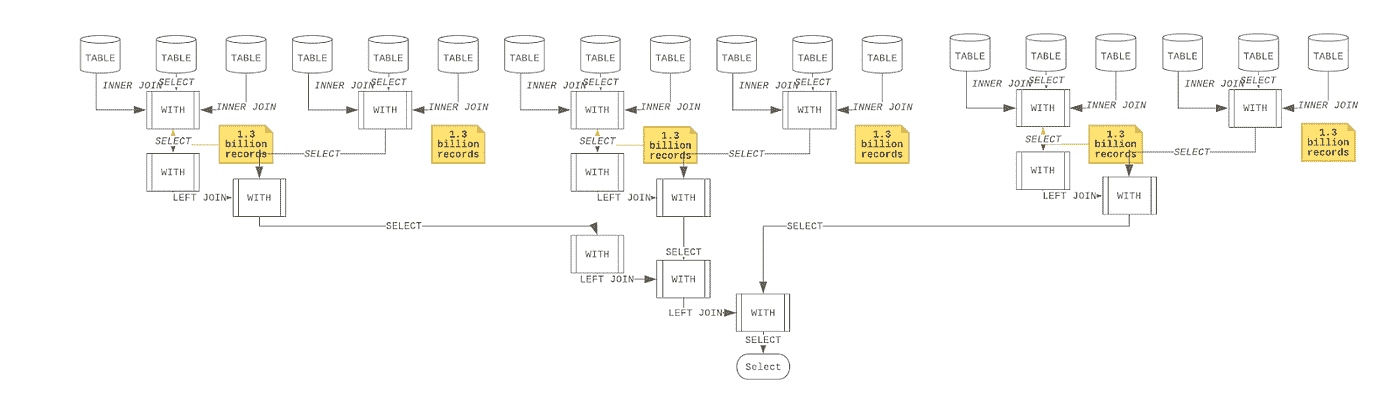 TABLE TABLE TABLE TABLE TABLE TABLE TABLE TABLE TABLE TABLE TABLE TABLE
TABLE TABLE TABLE TABLE TABLE TABLE
SELECT SELECT SELECT SELECT SELECT SELECT
INNER JOIN INNER JOIN INNER JOIN INNER JOIN INNER JOIN INNER JOIN
WITH INNER JOIN WITH INNER JOIN WITH INNER JOIN WITH INNER JOIN WITH INNER JOIN WITH INNER JOIN
1.3 1.3 1.3 1.3 1.3 1.3
SELECT billion billion SELECT billion billion SELECT billion billion
records records records records records records
SELECT SELECT SELECT
WITH WITH WITH
LEFT JOIN WITH LEFT JOIN WITH LEFT JOIN WITH
SELECT SELECT
WITH SELECT
LEFT JOIN WITH
LEFT JOIN WITH
SELECT
Select